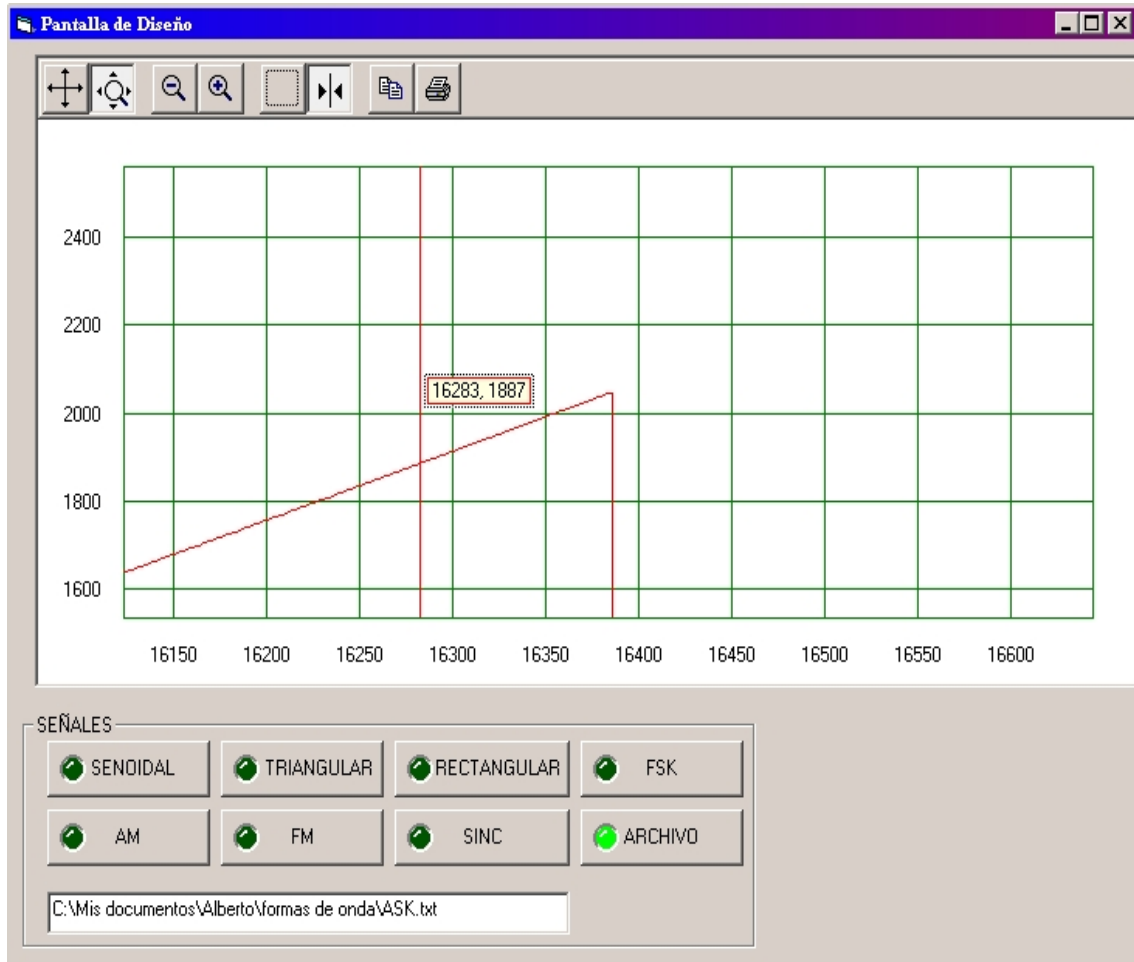 Pantalla de Diseño
2400
2200
16283, 1887
2000
1800
1600
16150 16200 16250 16300 16350 16400 16450 16500 16550 16600
SEÑALES
SENOIDAL TRIANGULAR RECTANGULAR FSK
AM FM SINC ARCHIVO
C:\Mis documentos\Alberto\formas de onda\ASK.txt